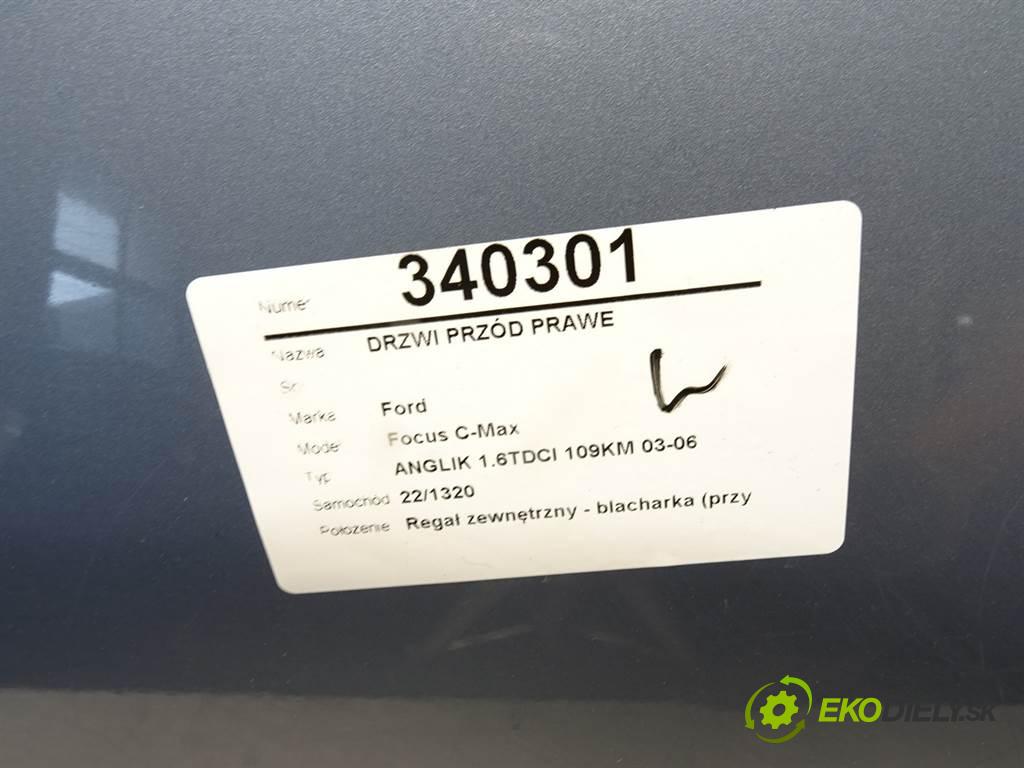 Numer 340301
Nazwa DRZWI PRZÓD PRAWE
Marka Ford
Model Focus C-Max
Typ ANGLIK 1.6TDCI 109KM 03-06
Samochód 22/1320
Położenie Regał zewnętrzny - blacharka (przy
EKODIELY.SK